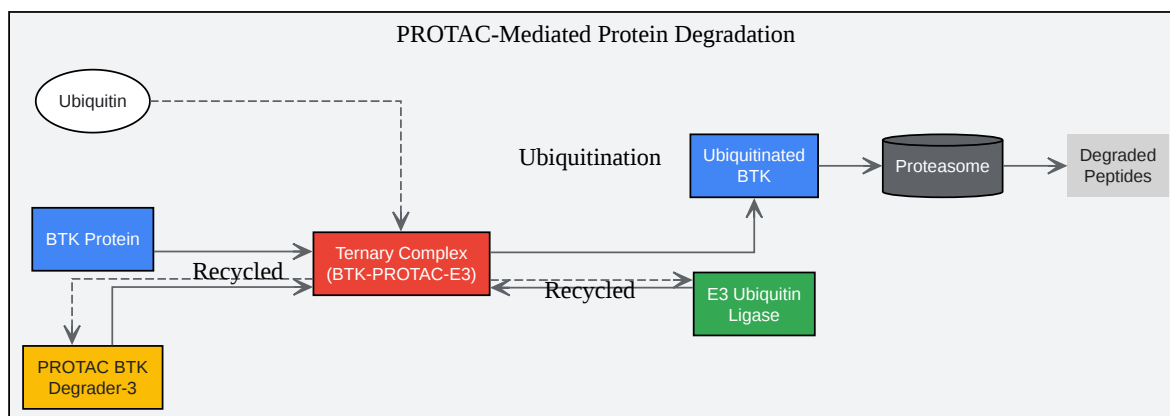 PROTAC-Mediated Protein Degradation
Ubiquitin
Ubiquitination
Ubiquitinated
BTK
Proteasome
Degraded
Peptides
BTK Protein
Ternary Complex
(BTK-PROTAC-E3)
Recycled
Recycled
E3 Ubiquitin
Ligase
PROTAC BTK
Degrader-3